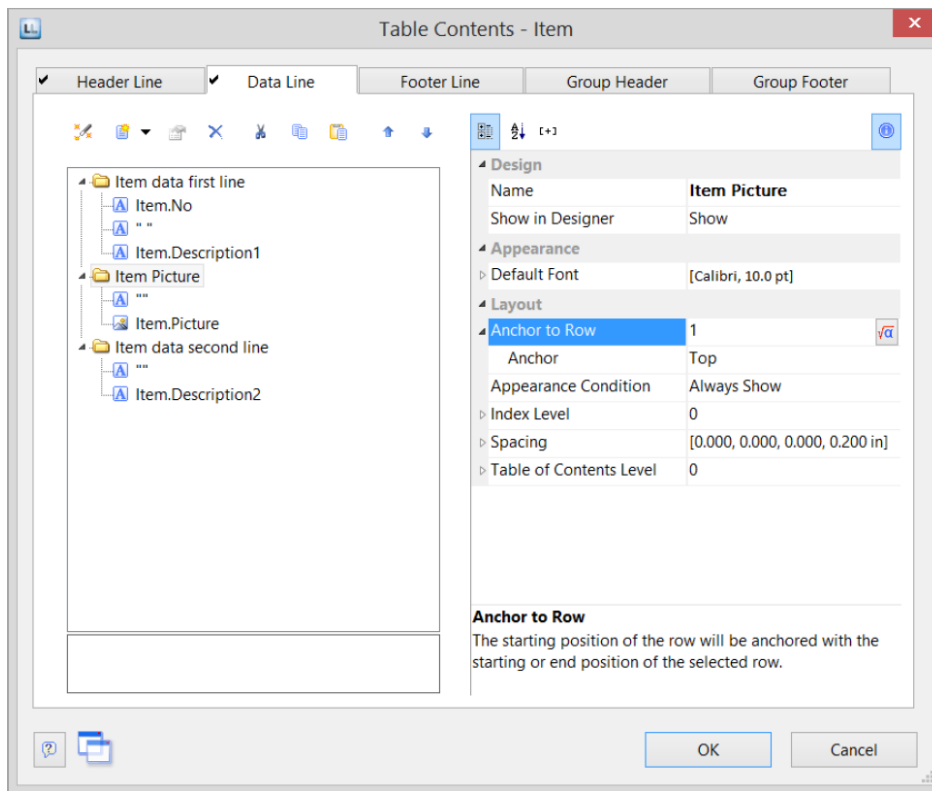 Table Contents - Item
Header Line
Data Line
Footer Line
Group Header
Group Footer
Item data first line
Item.No
" "
Item.Description1
Item Picture
""
Item.Picture
Item data second line
""
Item.Description2
Design
Name Item Picture
Show in Designer Show
Appearance
Default Font [Calibri, 10.0 pt]
Layout
Anchor to Row 1
Anchor Top
Appearance Condition Always Show
Index Level 0
Spacing [0.000, 0.000, 0.000, 0.200 in]
Table of Contents Level 0
Anchor to Row
The starting position of the row will be anchored with the
starting or end position of the selected row.
OK
Cancel